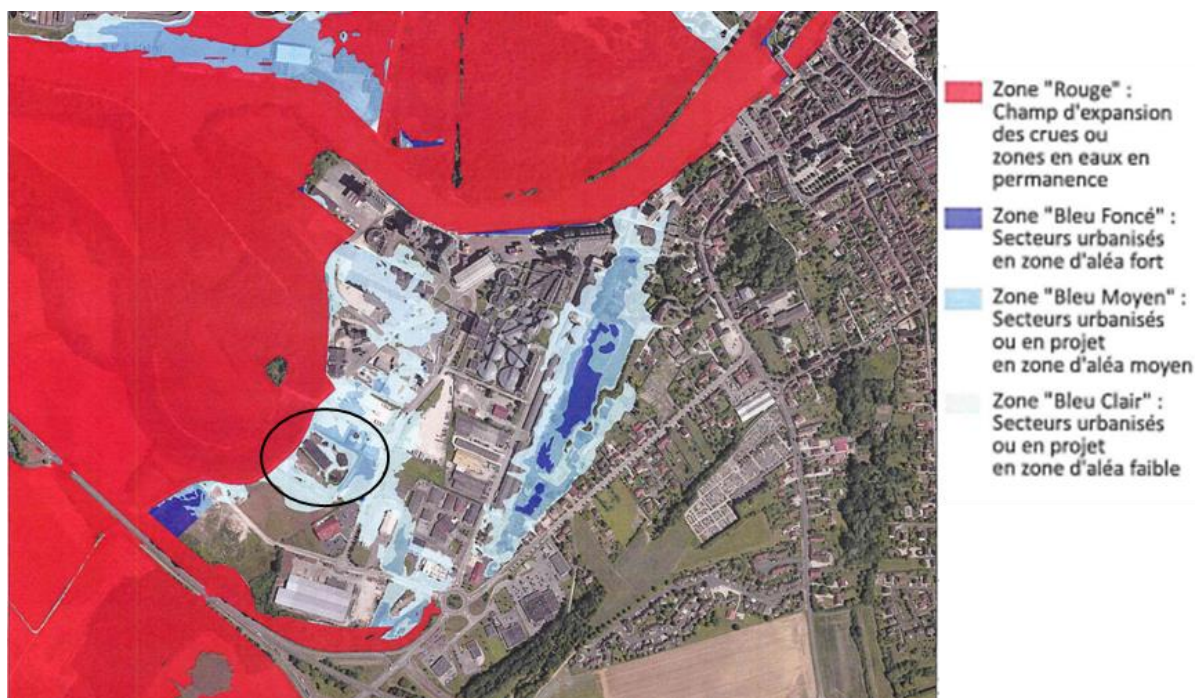 Zone "Rouge" :
Champ d'expansion
des crues ou
zones en eaux en
permanence
Zone "Bleu Foncé" :
Secteurs urbanisés
en zone d'aléa fort
Zone "Bleu Moyen" :
Secteurs urbanisés
ou en projet
en zone d'aléa moyen
Zone "Bleu Clair" :
Secteurs urbanisés
ou en projet
en zone d'aléa faible